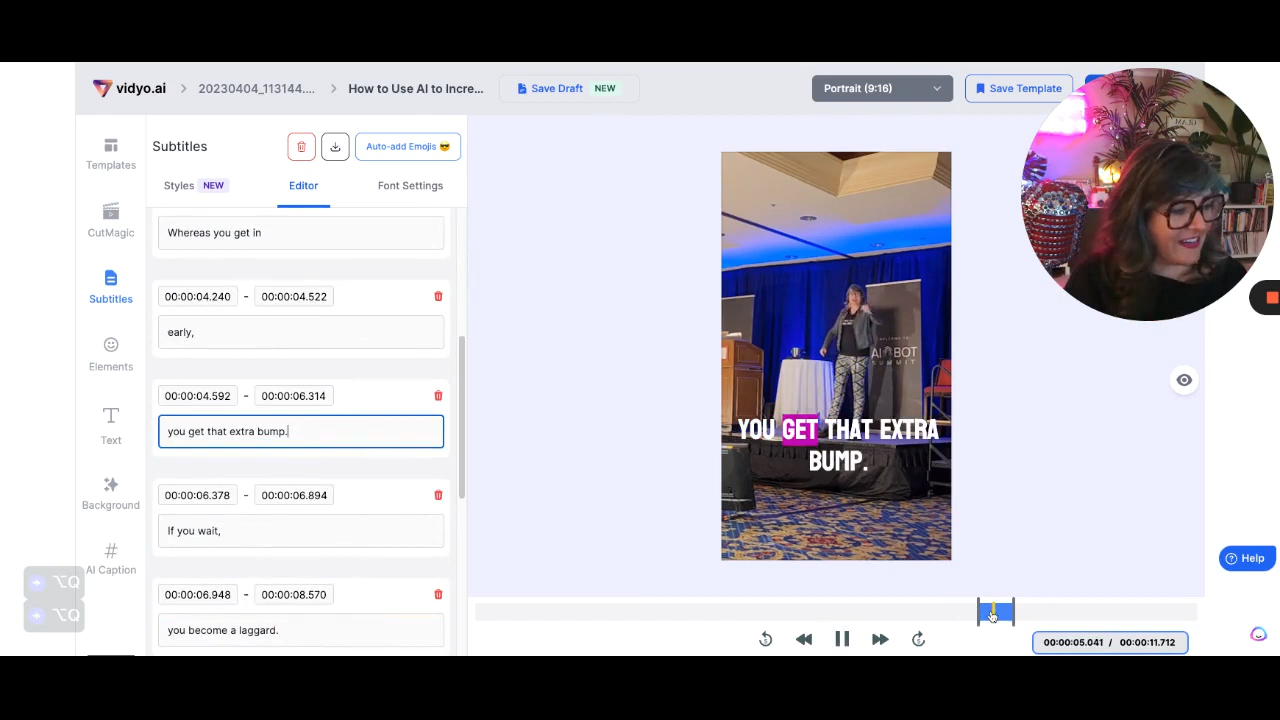 vidyo.ai > 20230404_113144.... > How to Use AI to Incre... Save Draft NEW Portrait (9:16) Save Template
Templates
CutMagic
Subtitles
Elements
Text
Background
AI Caption
Subtitles Auto-add Emojis 😎
Styles NEW Editor Font Settings
Whereas you get in
00:00:04.240 - 00:00:04.522
early,
00:00:04.592 - 00:00:06.314
you get that extra bump.
00:00:06.378 - 00:00:06.894
If you wait,
00:00:06.948 - 00:00:08.570
you become a laggard.
AI BOT
SUMMIT
YOU GET THAT EXTRA
BUMP.
GLAM
Help
00:00:05.041 / 00:00:11.712
⌥Q
⌥Q